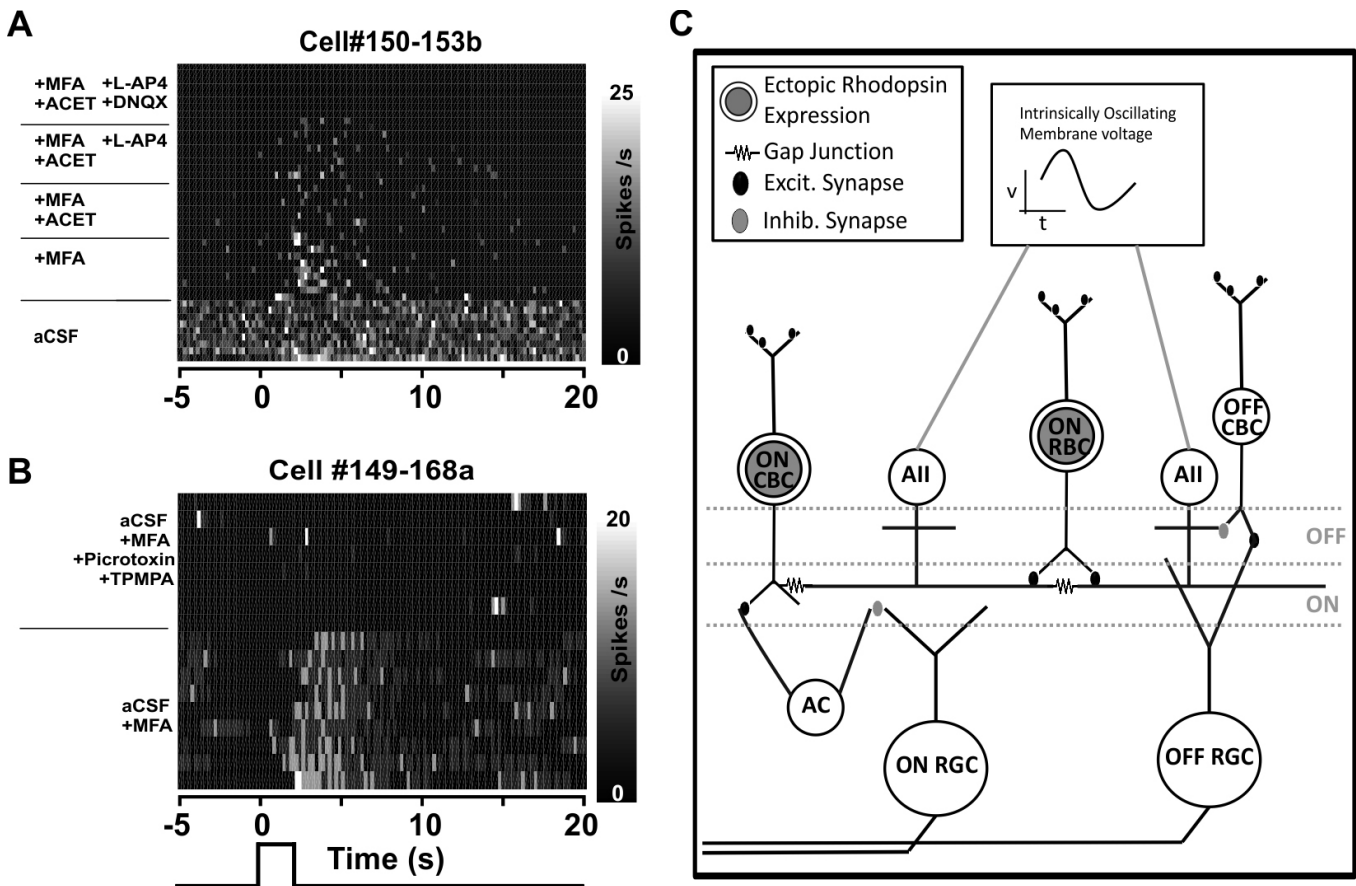 A
Cell#150-153b
+MFA +L-AP4
+ACET +DNQX
+MFA +L-AP4
+ACET
+MFA
+ACET
+MFA
aCSF
25
Spikes /s
0
-5 0 10 20
B
Cell #149-168a
aCSF
+MFA
+Picrotoxin
+TPMPA
aCSF
+MFA
20
Spikes /s
0
-5 0 10 20
Time (s)
C
Ectopic Rhodopsin
Expression
Gap Junction
Excit. Synapse
Inhib. Synapse
Intrinsically Oscillating
Membrane voltage
V
t
ON
CBC
AII
ON
RBC
AII
OFF
CBC
OFF
ON
AC
ON RGC
OFF RGC